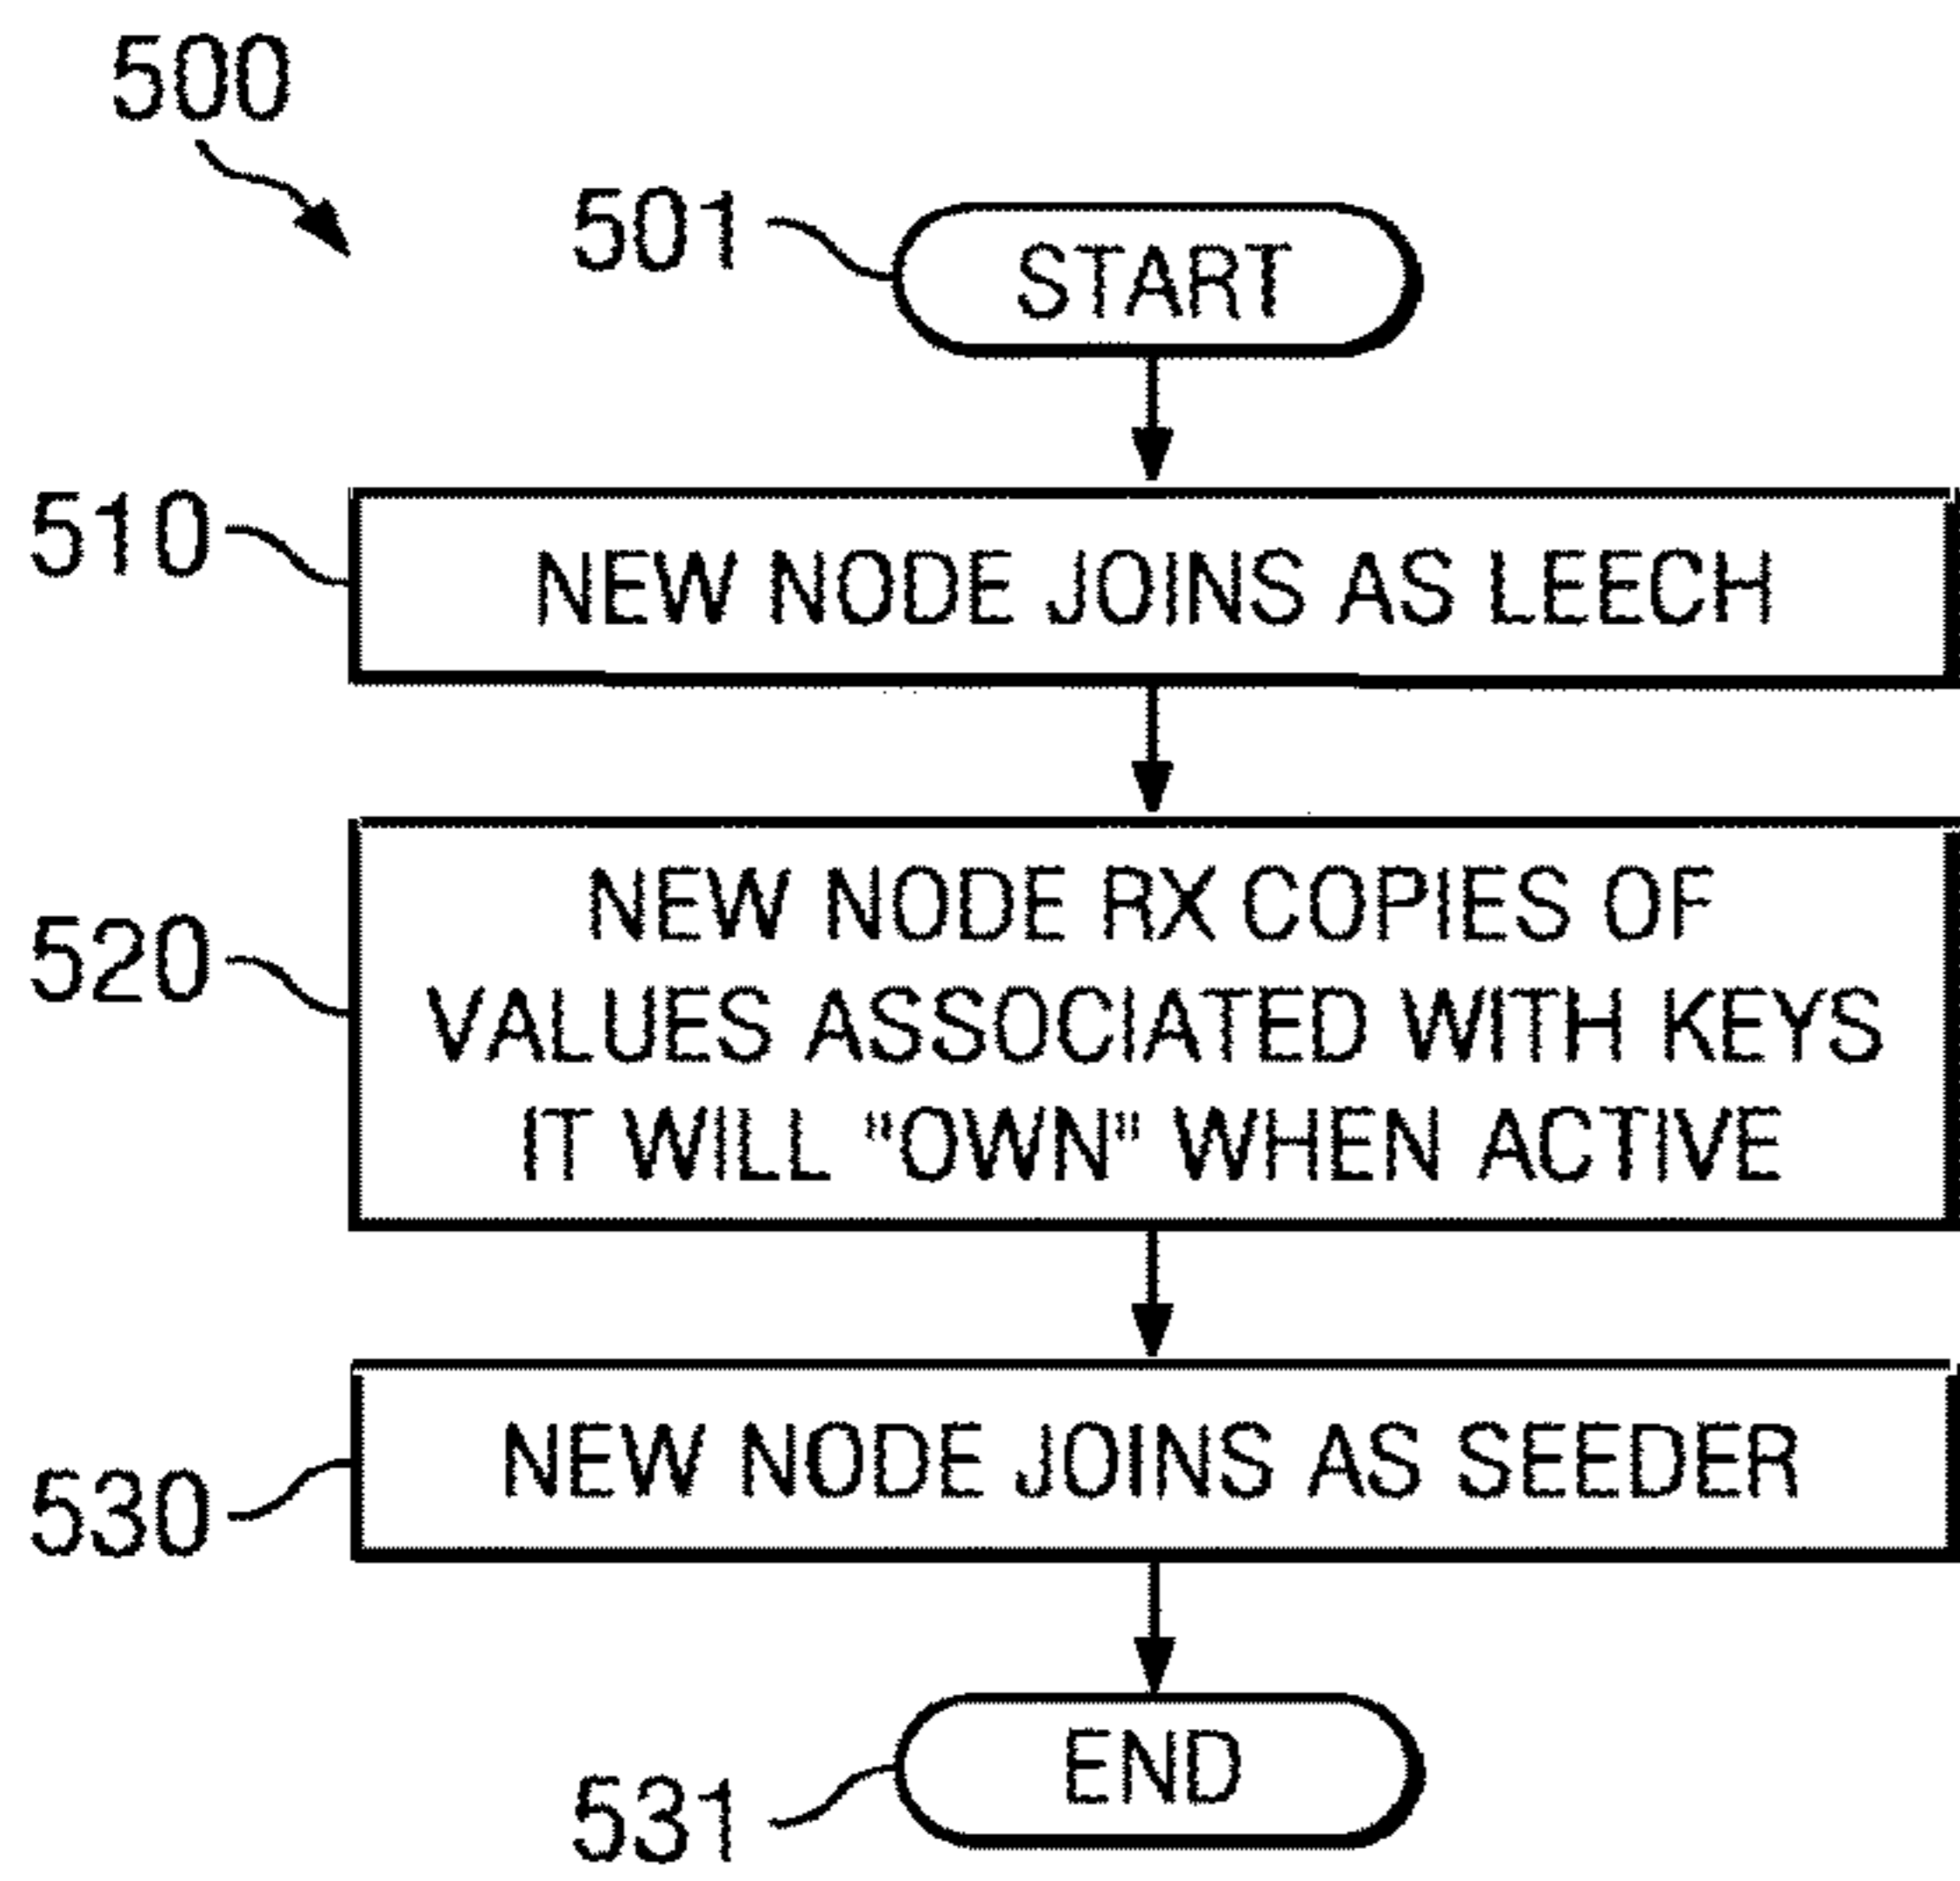 500
501
START
510
NEW NODE JOINS AS LEECH
520
NEW NODE RX COPIES OF
VALUES ASSOCIATED WITH KEYS
IT WILL "OWN" WHEN ACTIVE
530
NEW NODE JOINS AS SEEDER
531
END